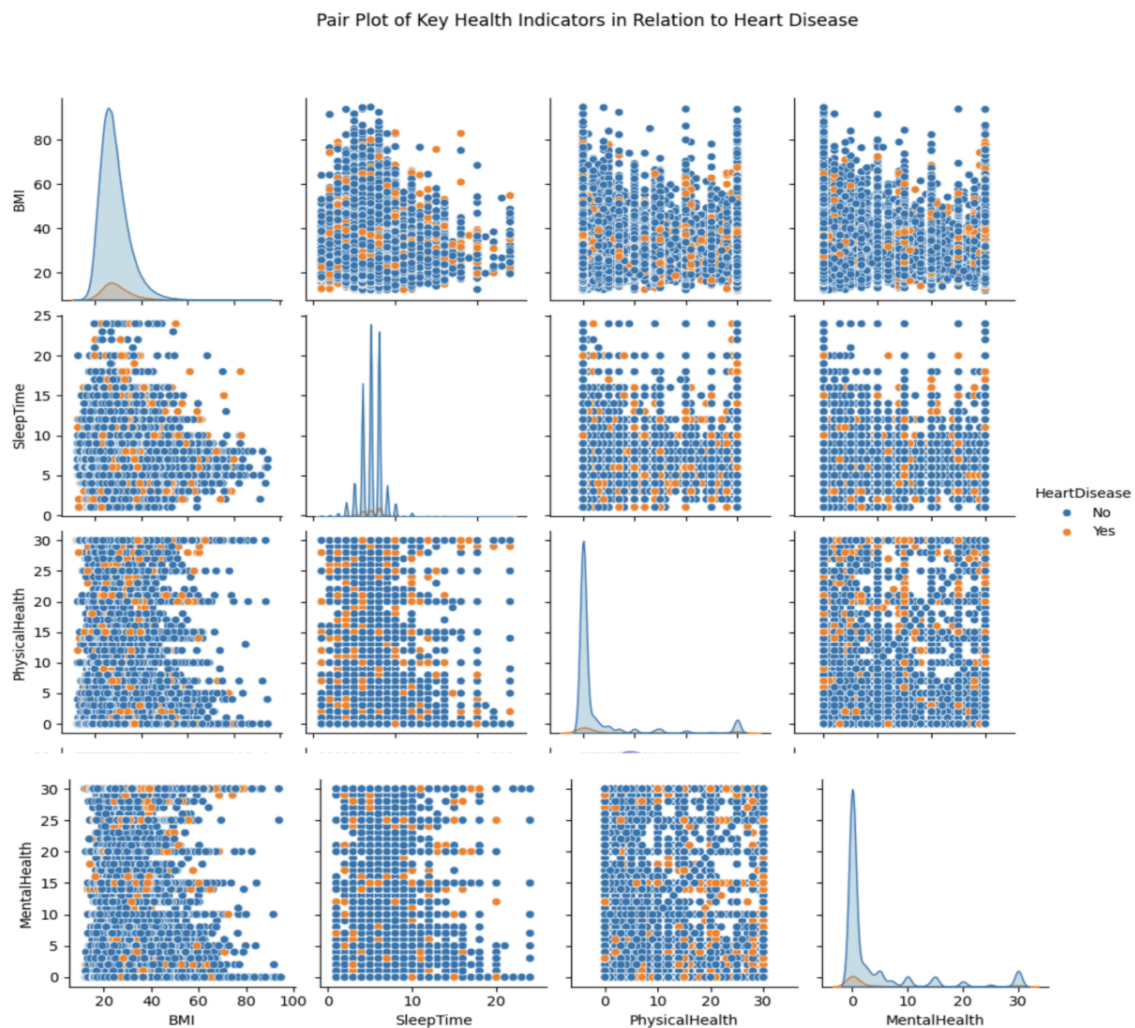 Pair Plot of Key Health Indicators in Relation to Heart Disease
BMI
80
60
40
20
SleepTime
25
20
15
10
5
0
HeartDisease
No
Yes
PhysicalHealth
30
25
20
15
10
5
0
MentalHealth
30
25
20
15
10
5
0
20 40 60 80 100
0 10 20
0 10 20 30
0 10 20 30
BMI
SleepTime
PhysicalHealth
MentalHealth